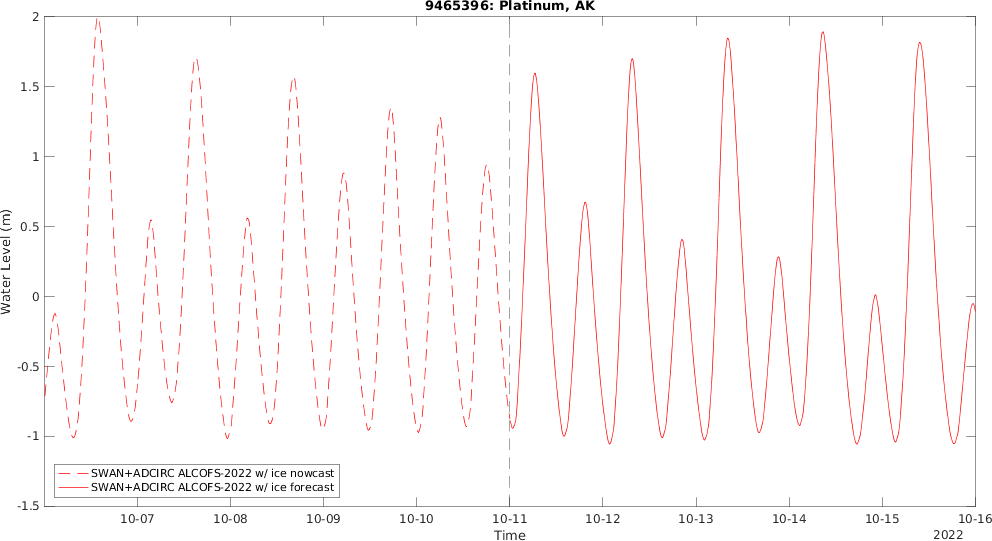 9465396: Platinum, AK
Water Level (m)
2
1.5
1
0.5
0
-0.5
-1
-1.5
SWAN+ADCIRC ALCOFS-2022 w/ ice nowcast
SWAN+ADCIRC ALCOFS-2022 w/ ice forecast
10-07 10-08 10-09 10-10 10-11 10-12 10-13 10-14 10-15 10-16
Time
2022